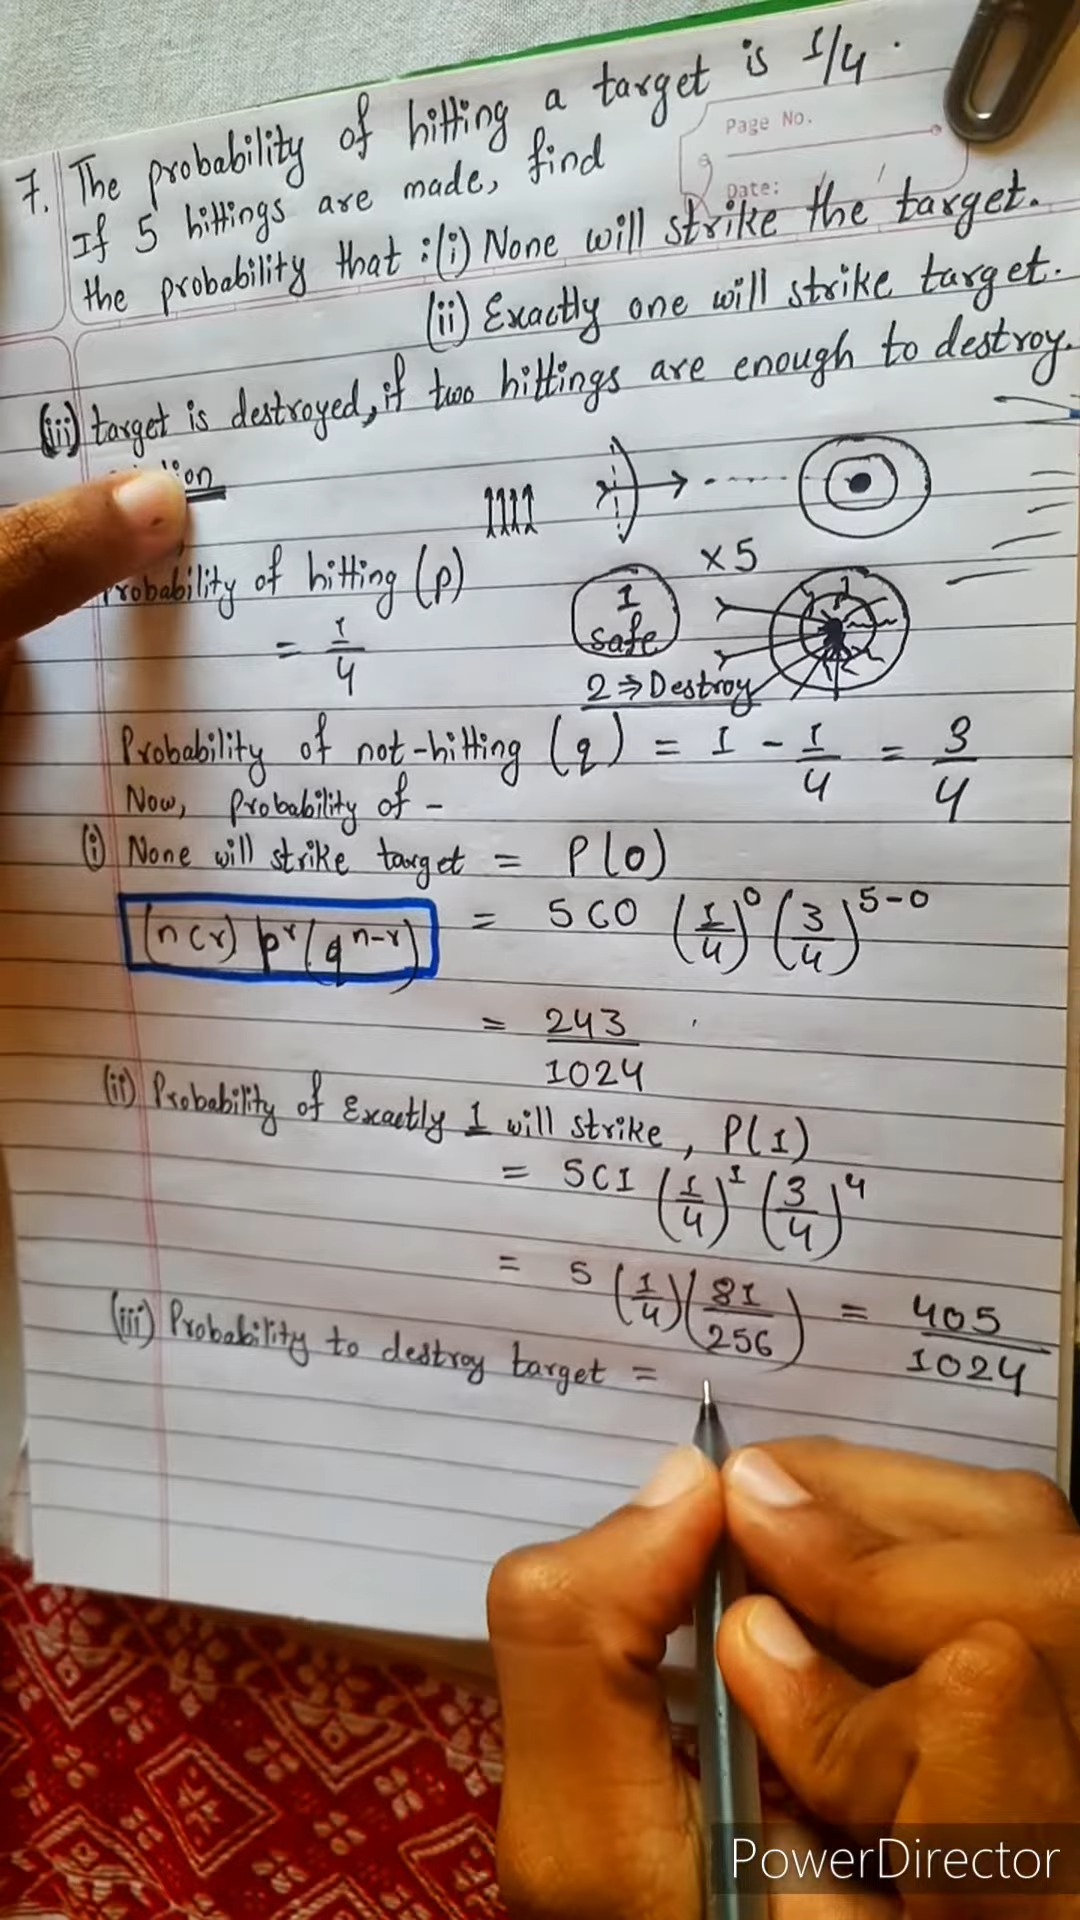 7. The probability of hitting a target is 1/4.
Page No.
If 5 hittings are made, find
Date:
the probability that :(i) None will strike the target.
(ii) Exactly one will strike target.
(iii) target is destroyed, if two hittings are enough to destroy.
Probability of hitting (p)
×5
= 1/4
1 safe
2 ⇒ Destroy
Probability of not-hitting (q) = 1 - 1/4 = 3/4
Now, probability of -
(i) None will strike target = P(0)
(nCr) p^r (q^n-r) = 5C0 (1/4)^0 (3/4)^5-0
= 243/1024
(ii) Probability of Exactly 1 will strike, P(1)
= 5C1 (1/4)^1 (3/4)^4
= 5 (1/4)(81/256) = 405/1024
(iii) Probability to destroy target =
PowerDirector